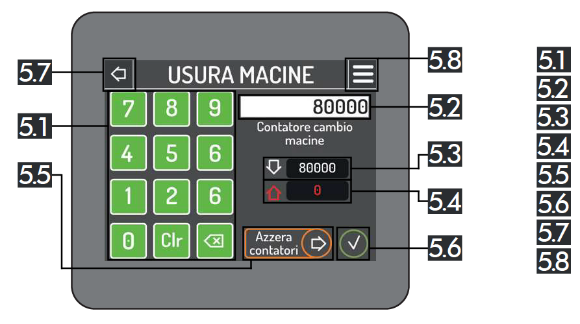 5.8
5.7
USURA MACINE
5.1
7 8 9
80000
5.2
Contatore cambio
macine
4 5 6
80000
5.3
0
5.4
5.5
1 2 6
0 Clr
Azzera
contatori
5.6
5.1
5.2
5.3
5.4
5.5
5.6
5.7
5.8